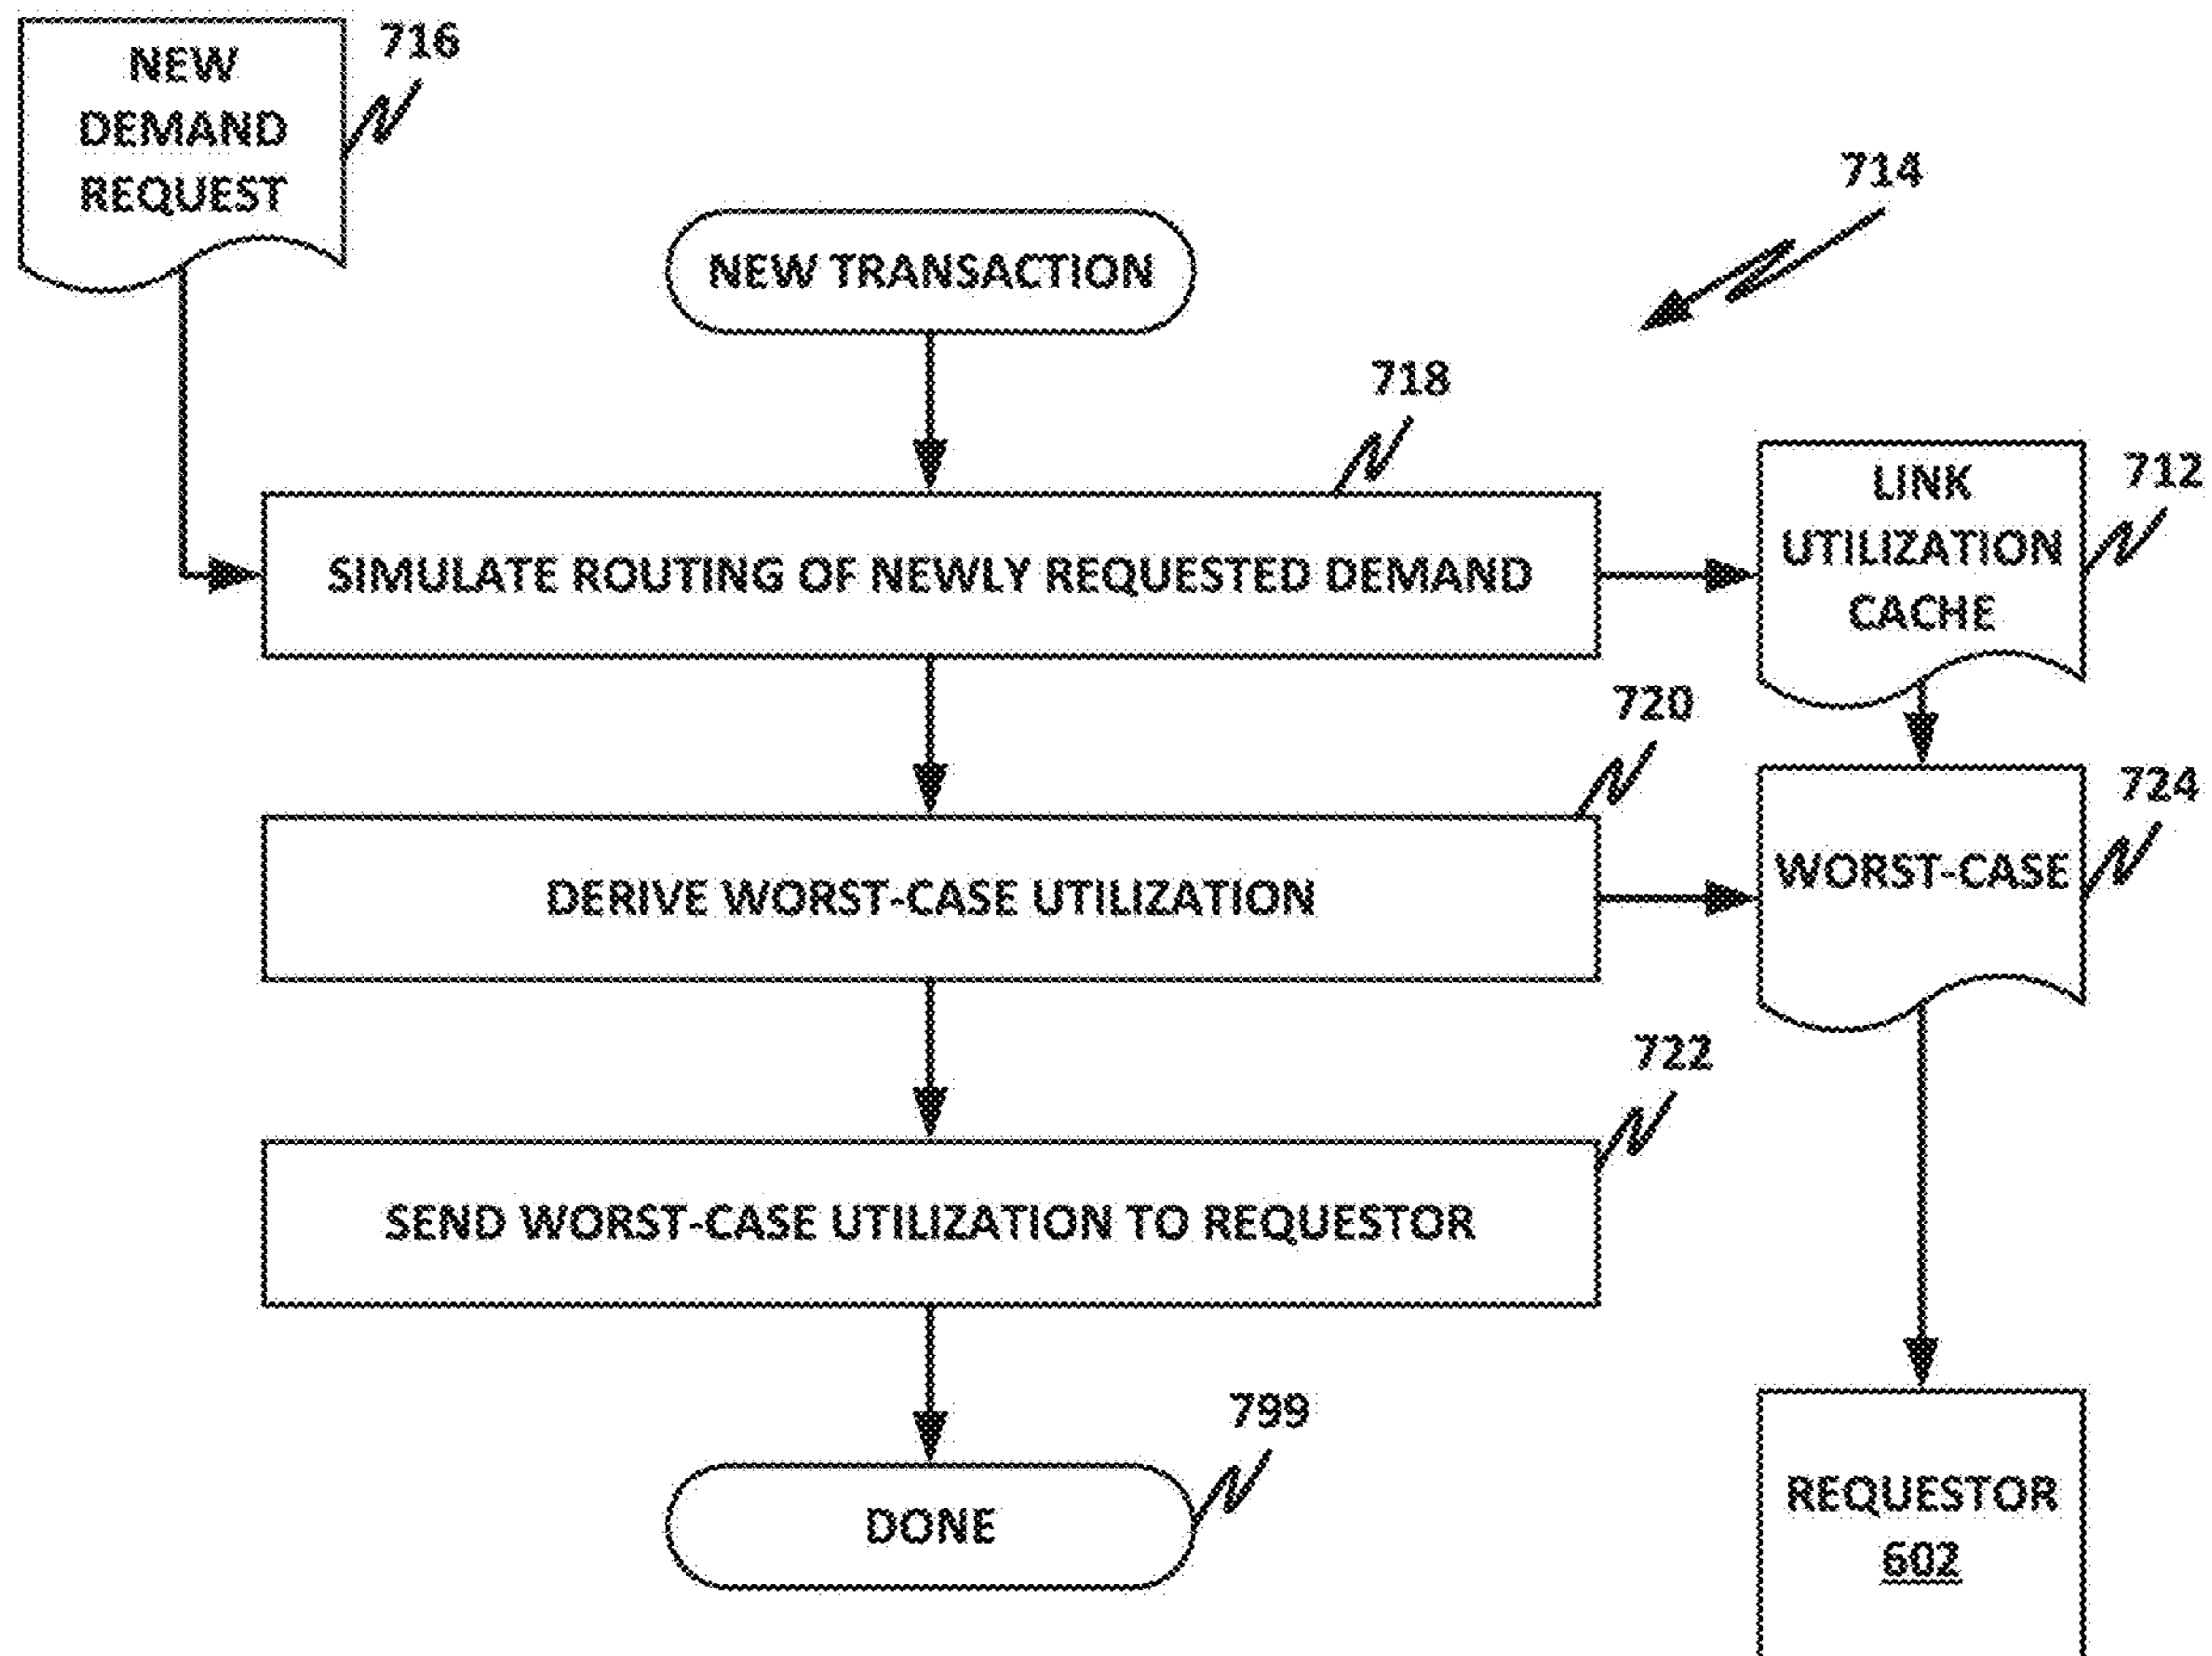 NEW
DEMAND
REQUEST
716
714
NEW TRANSACTION
718
SIMULATE ROUTING OF NEWLY REQUESTED DEMAND
LINK
UTILIZATION
CACHE
712
720
DERIVE WORST-CASE UTILIZATION
WORST-CASE
724
722
SEND WORST-CASE UTILIZATION TO REQUESTOR
799
DONE
REQUESTOR
602